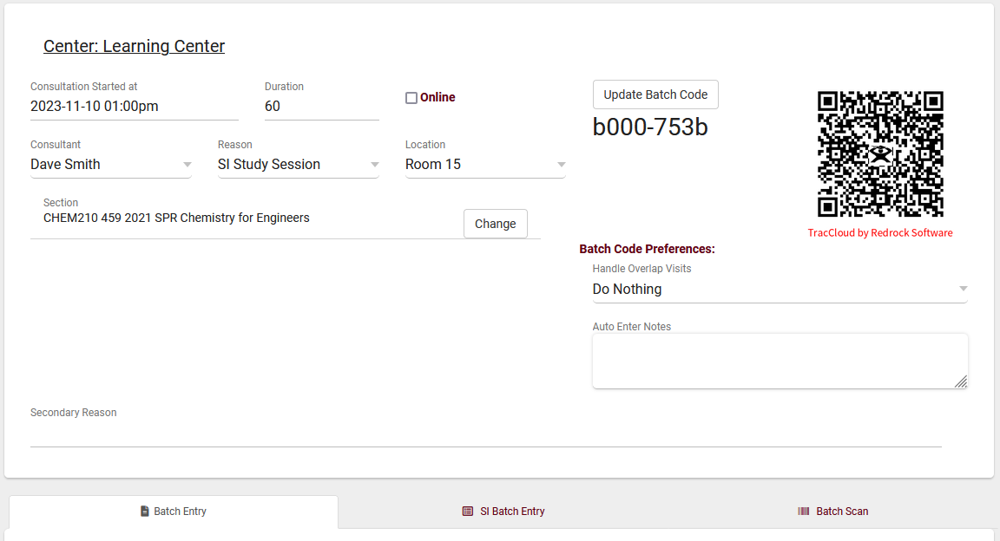 Center: Learning Center
Consultation Started at
2023-11-10 01:00pm
Duration
60
Online
Consultant
Dave Smith
Reason
SI Study Session
Location
Room 15
Section
CHEM210 459 2021 SPR Chemistry for Engineers
Change
Update Batch Code
b000-753b
TracCloud by Redrock Software
Batch Code Preferences:
Handle Overlap Visits
Do Nothing
Auto Enter Notes
Secondary Reason
Batch Entry
SI Batch Entry
Batch Scan